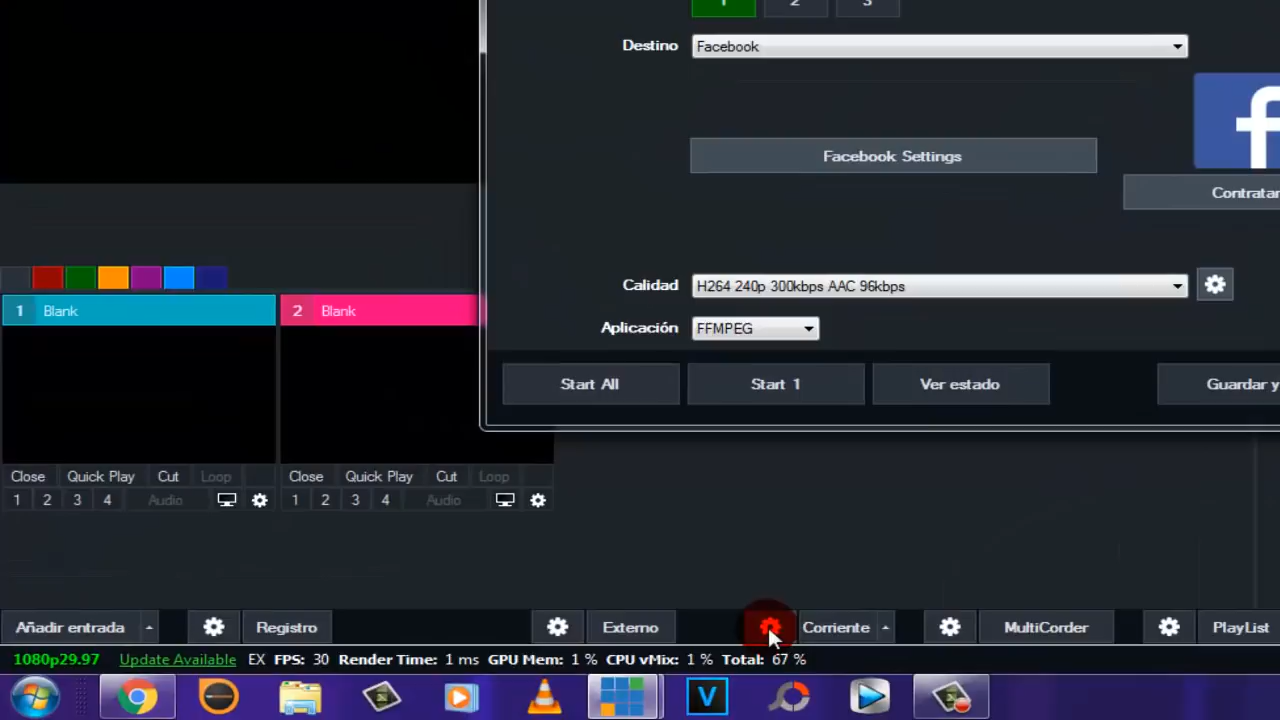 1 2 3
Destino Facebook
f
Facebook Settings
Contratar
Calidad H264 240p 300kbps AAC 96kbps
Aplicación FFMPEG
Start All Start 1 Ver estado Guardar y
1 Blank 2 Blank
Close Quick Play Cut Loop Close Quick Play Cut Loop
1 2 3 4 Audio 1 2 3 4 Audio
Añadir entrada Registro Externo Corriente MultiCorder PlayList
1080p29.97 Update Available EX FPS: 30 Render Time: 1 ms GPU Mem: 1 % CPU vMix: 1 % Total: 67 %
V